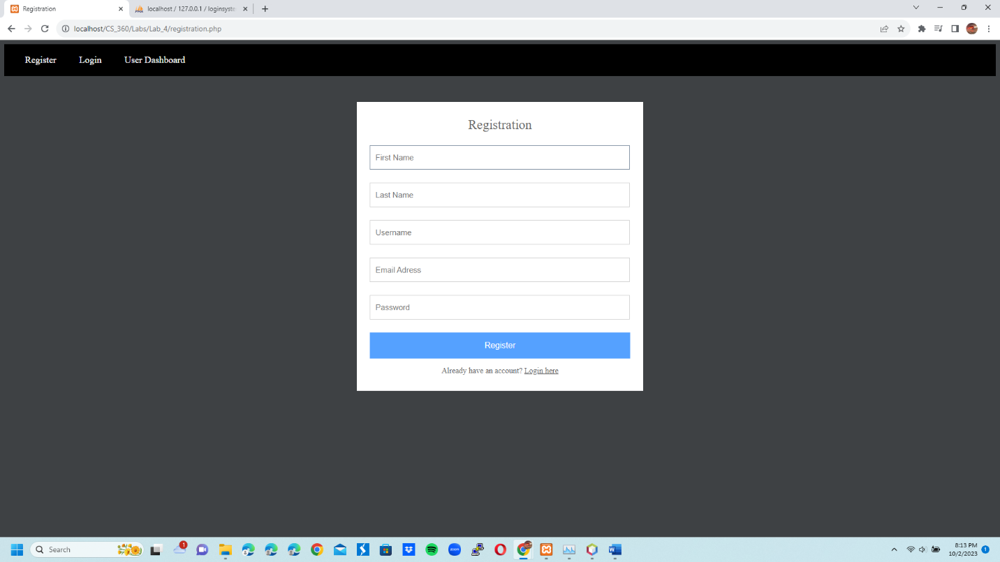 Registration
localhost / 127.0.0.1 / loginsyste
localhost/CS_360/Labs/Lab_4/registration.php
Register Login User Dashboard
Registration
First Name
Last Name
Username
Email Adress
Password
Register
Already have an account? Login here
Search
1
zoom
W
8:13 PM
10/2/2023
1